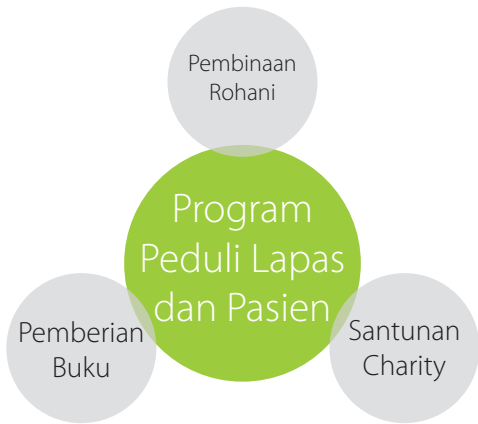 Pembinaan
Rohani
Program
Peduli Lapas
dan Pasien
Pemberian
Buku
Santunan
Charity